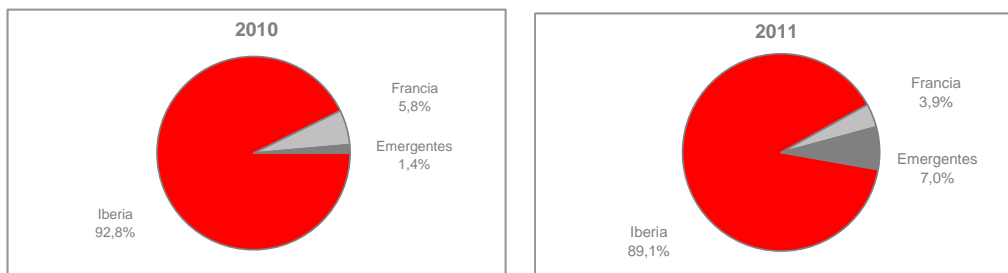 2010
Francia
5,8%
Emergentes
1,4%
Iberia
92,8%
2011
Francia
3,9%
Emergentes
7,0%
Iberia
89,1%